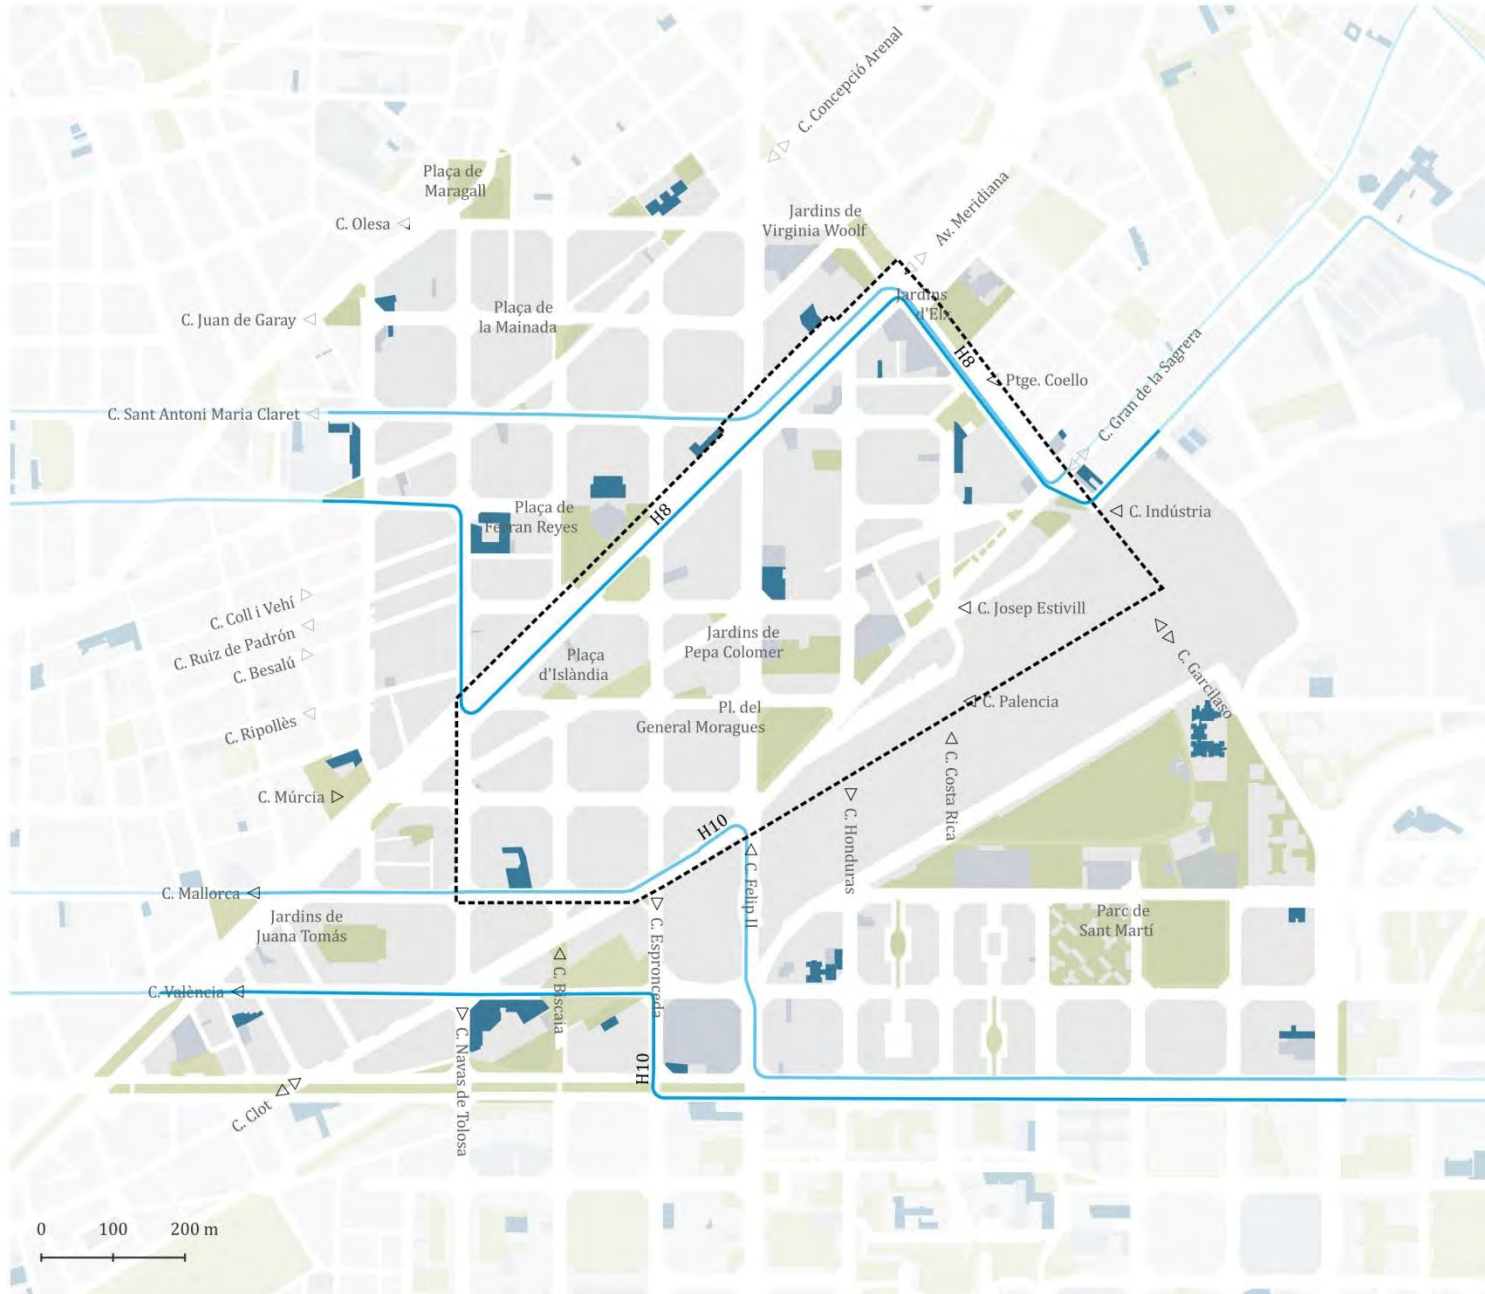 C. Concepció Arenal
Plaça de
Maragall
Av. Meridiana
C. Olesa
Jardins de
Virginia Woolf
Plaça de
la Mainada
Jardins
d'Elx
C. Juan de Garay
H8
Ptge. Coello
C. Gran de la Sagrera
C. Sant Antoni Maria Claret
Plaça de
Ferran Reyes
H8
C. Indústria
C. Coll i Vehí
C. Ruiz de Padrón
C. Besalú
C. Josep Estivill
Jardins de
Pepa Colomer
Plaça
d'Islàndia
C. Garcilaso
C. Ripollès
Pl. del
General Moragues
C. Palencia
C. Costa Rica
C. Múrcia
H10
C. Honduras
C. Mallorca
C. Felip II
Jardins de
Juana Tomás
C. Espronceda
Parc de
Sant Martí
C. Biscaia
C. València
C. Navas de Tolosa
H10
C. Clot
0 100 200 m